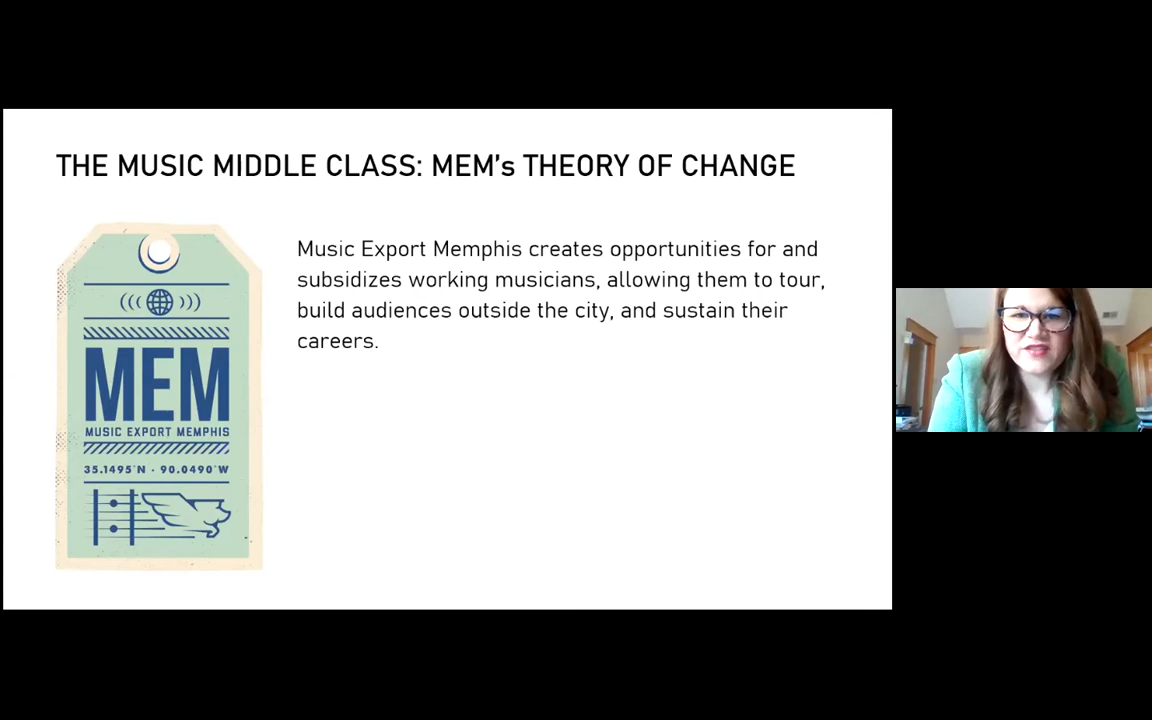 THE MUSIC MIDDLE CLASS: MEM's THEORY OF CHANGE
Music Export Memphis creates opportunities for and
subsidizes working musicians, allowing them to tour,
build audiences outside the city, and sustain their
careers.
MEM
MUSIC EXPORT MEMPHIS
35.1495°N · 90.0490°W